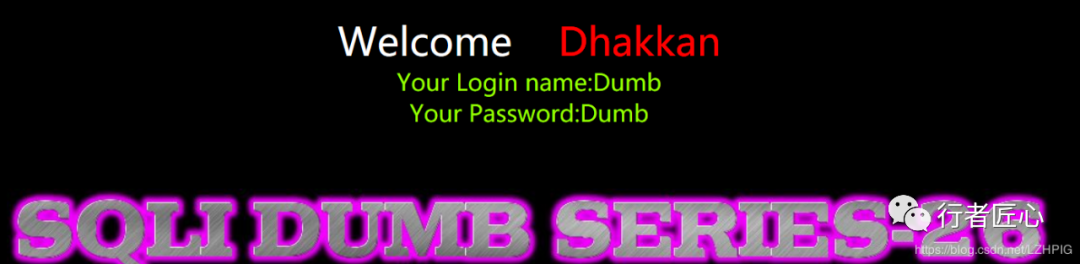 Welcome Dhakkan
Your Login name:Dumb
Your Password:Dumb
SQLI DUMB SERIES-
行者匠心
https://blog.csdn.net/LZHPIG